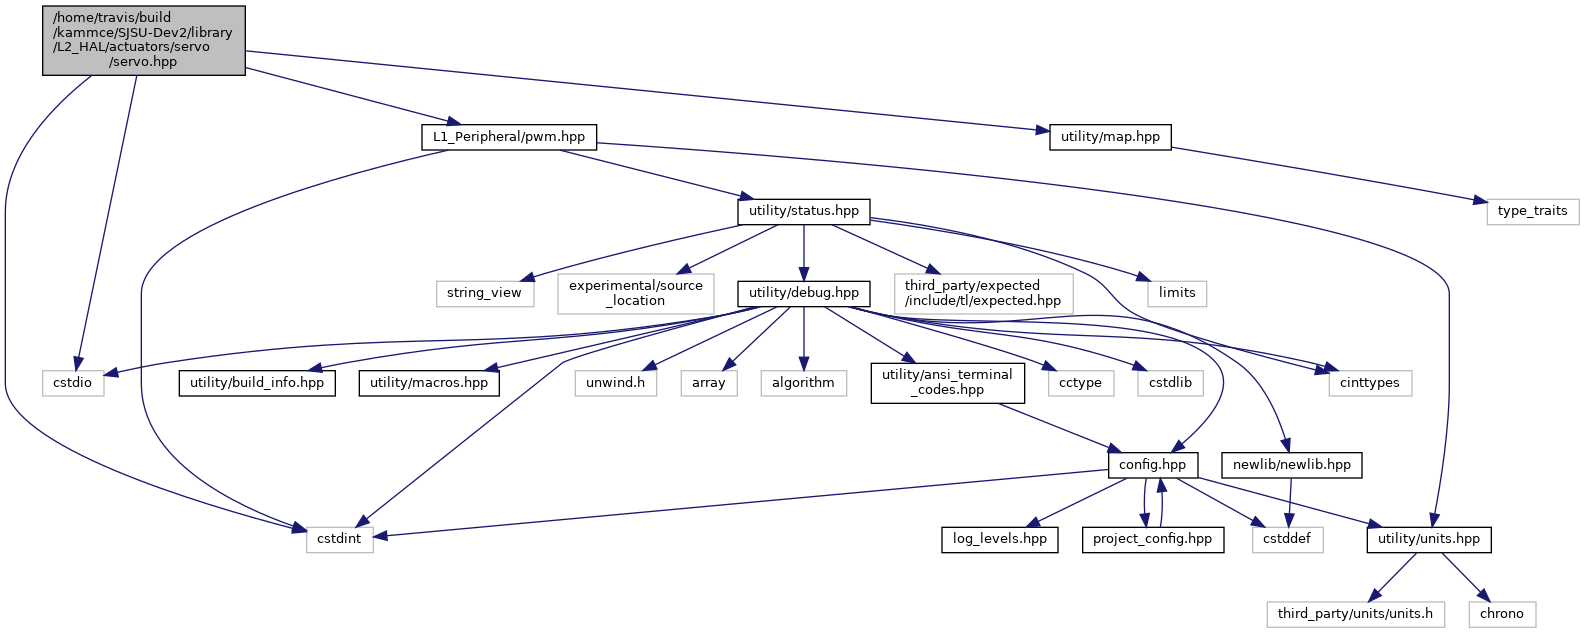 /home/travis/build
/kammce/SJSU-Dev2/library
/L2_HAL/actuators/servo
/servo.hpp
L1_Peripheral/pwm.hpp
utility/map.hpp
utility/status.hpp
type_traits
string_view
experimental/source
_location
utility/debug.hpp
third_party/expected
/include/tl/expected.hpp
limits
cstdio
utility/build_info.hpp
utility/macros.hpp
unwind.h
array
algorithm
utility/ansi_terminal
_codes.hpp
cctype
cstdlib
cinttypes
config.hpp
newlib/newlib.hpp
cstdint
log_levels.hpp
project_config.hpp
cstddef
utility/units.hpp
third_party/units/units.h
chrono